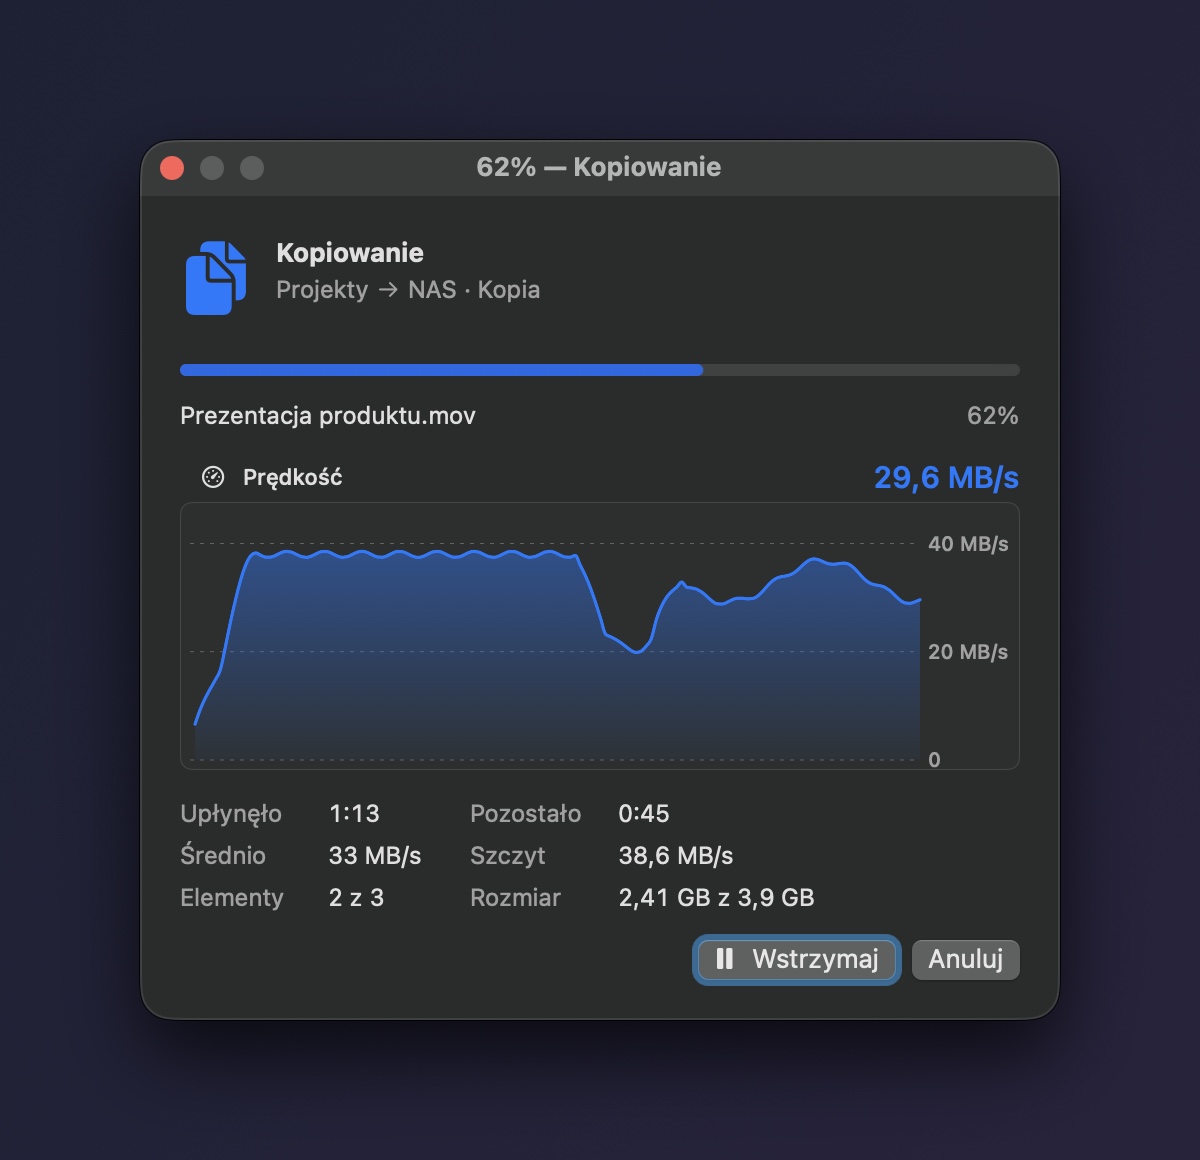 62% — Kopiowanie
Kopiowanie
Projekty → NAS · Kopia
Prezentacja produktu.mov 62%
Prędkość 29,6 MB/s
40 MB/s
20 MB/s
0
Upłynęło 1:13 Pozostało 0:45
Średnio 33 MB/s Szczyt 38,6 MB/s
Elementy 2 z 3 Rozmiar 2,41 GB z 3,9 GB
Wstrzymaj Anuluj